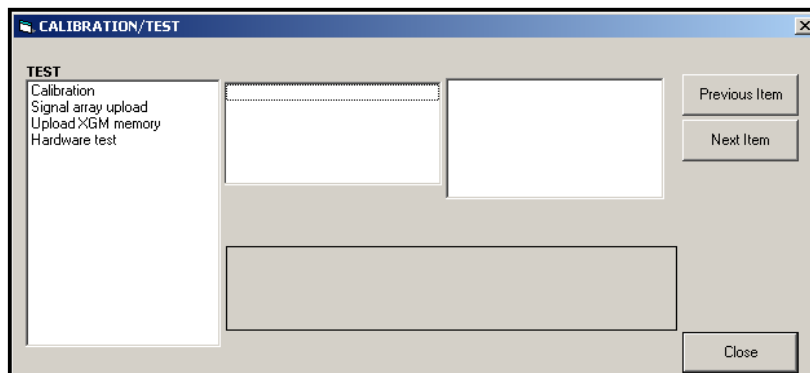 CALIBRATION/TEST
TEST
Calibration
Signal array upload
Upload XGM memory
Hardware test
Previous Item
Next Item
Close